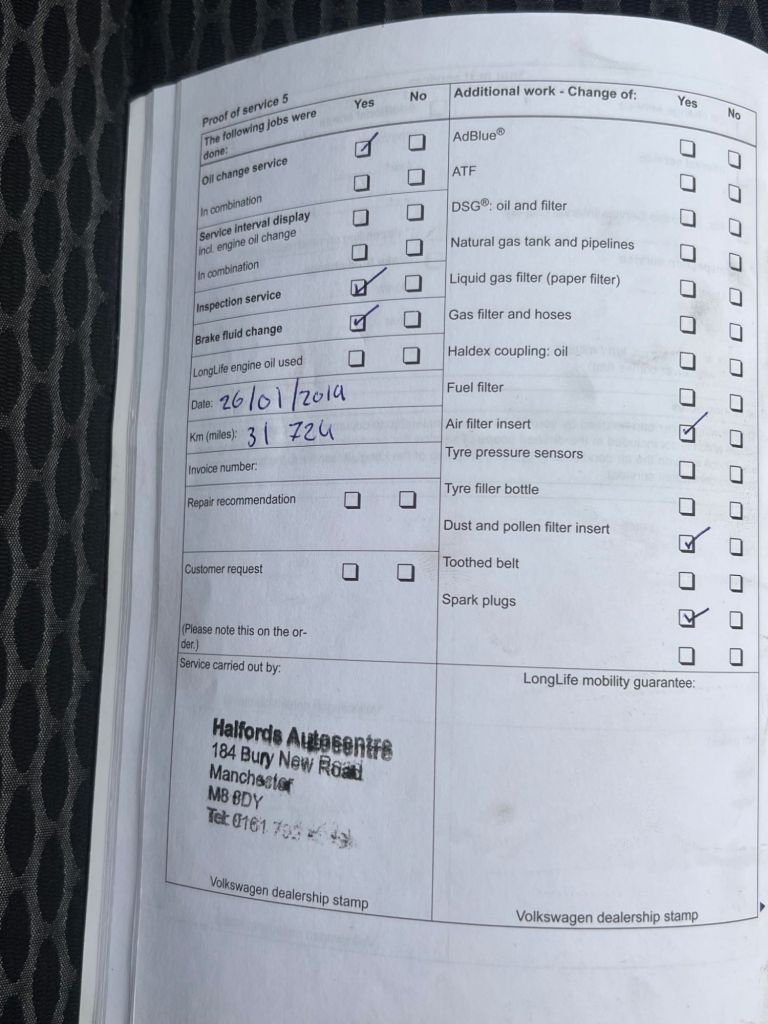 Proof of service 5
The following jobs were done: Yes No
Oil change service
In combination
Service interval display
incl. engine oil change
In combination
Inspection service
Brake fluid change
LongLife engine oil used
Date: 26/01/2019
Km (miles): 31 724
Invoice number:
Repair recommendation
Customer request
(Please note this on the or-
der.)
Service carried out by:
Halfords Autocentre
184 Bury New Road
Manchester
M8 8DY
Tel: 0161
Volkswagen dealership stamp
Additional work - Change of: Yes No
AdBlue®
ATF
DSG®: oil and filter
Natural gas tank and pipelines
Liquid gas filter (paper filter)
Gas filter and hoses
Haldex coupling: oil
Fuel filter
Air filter insert
Tyre pressure sensors
Tyre filler bottle
Dust and pollen filter insert
Toothed belt
Spark plugs
LongLife mobility guarantee:
Volkswagen dealership stamp